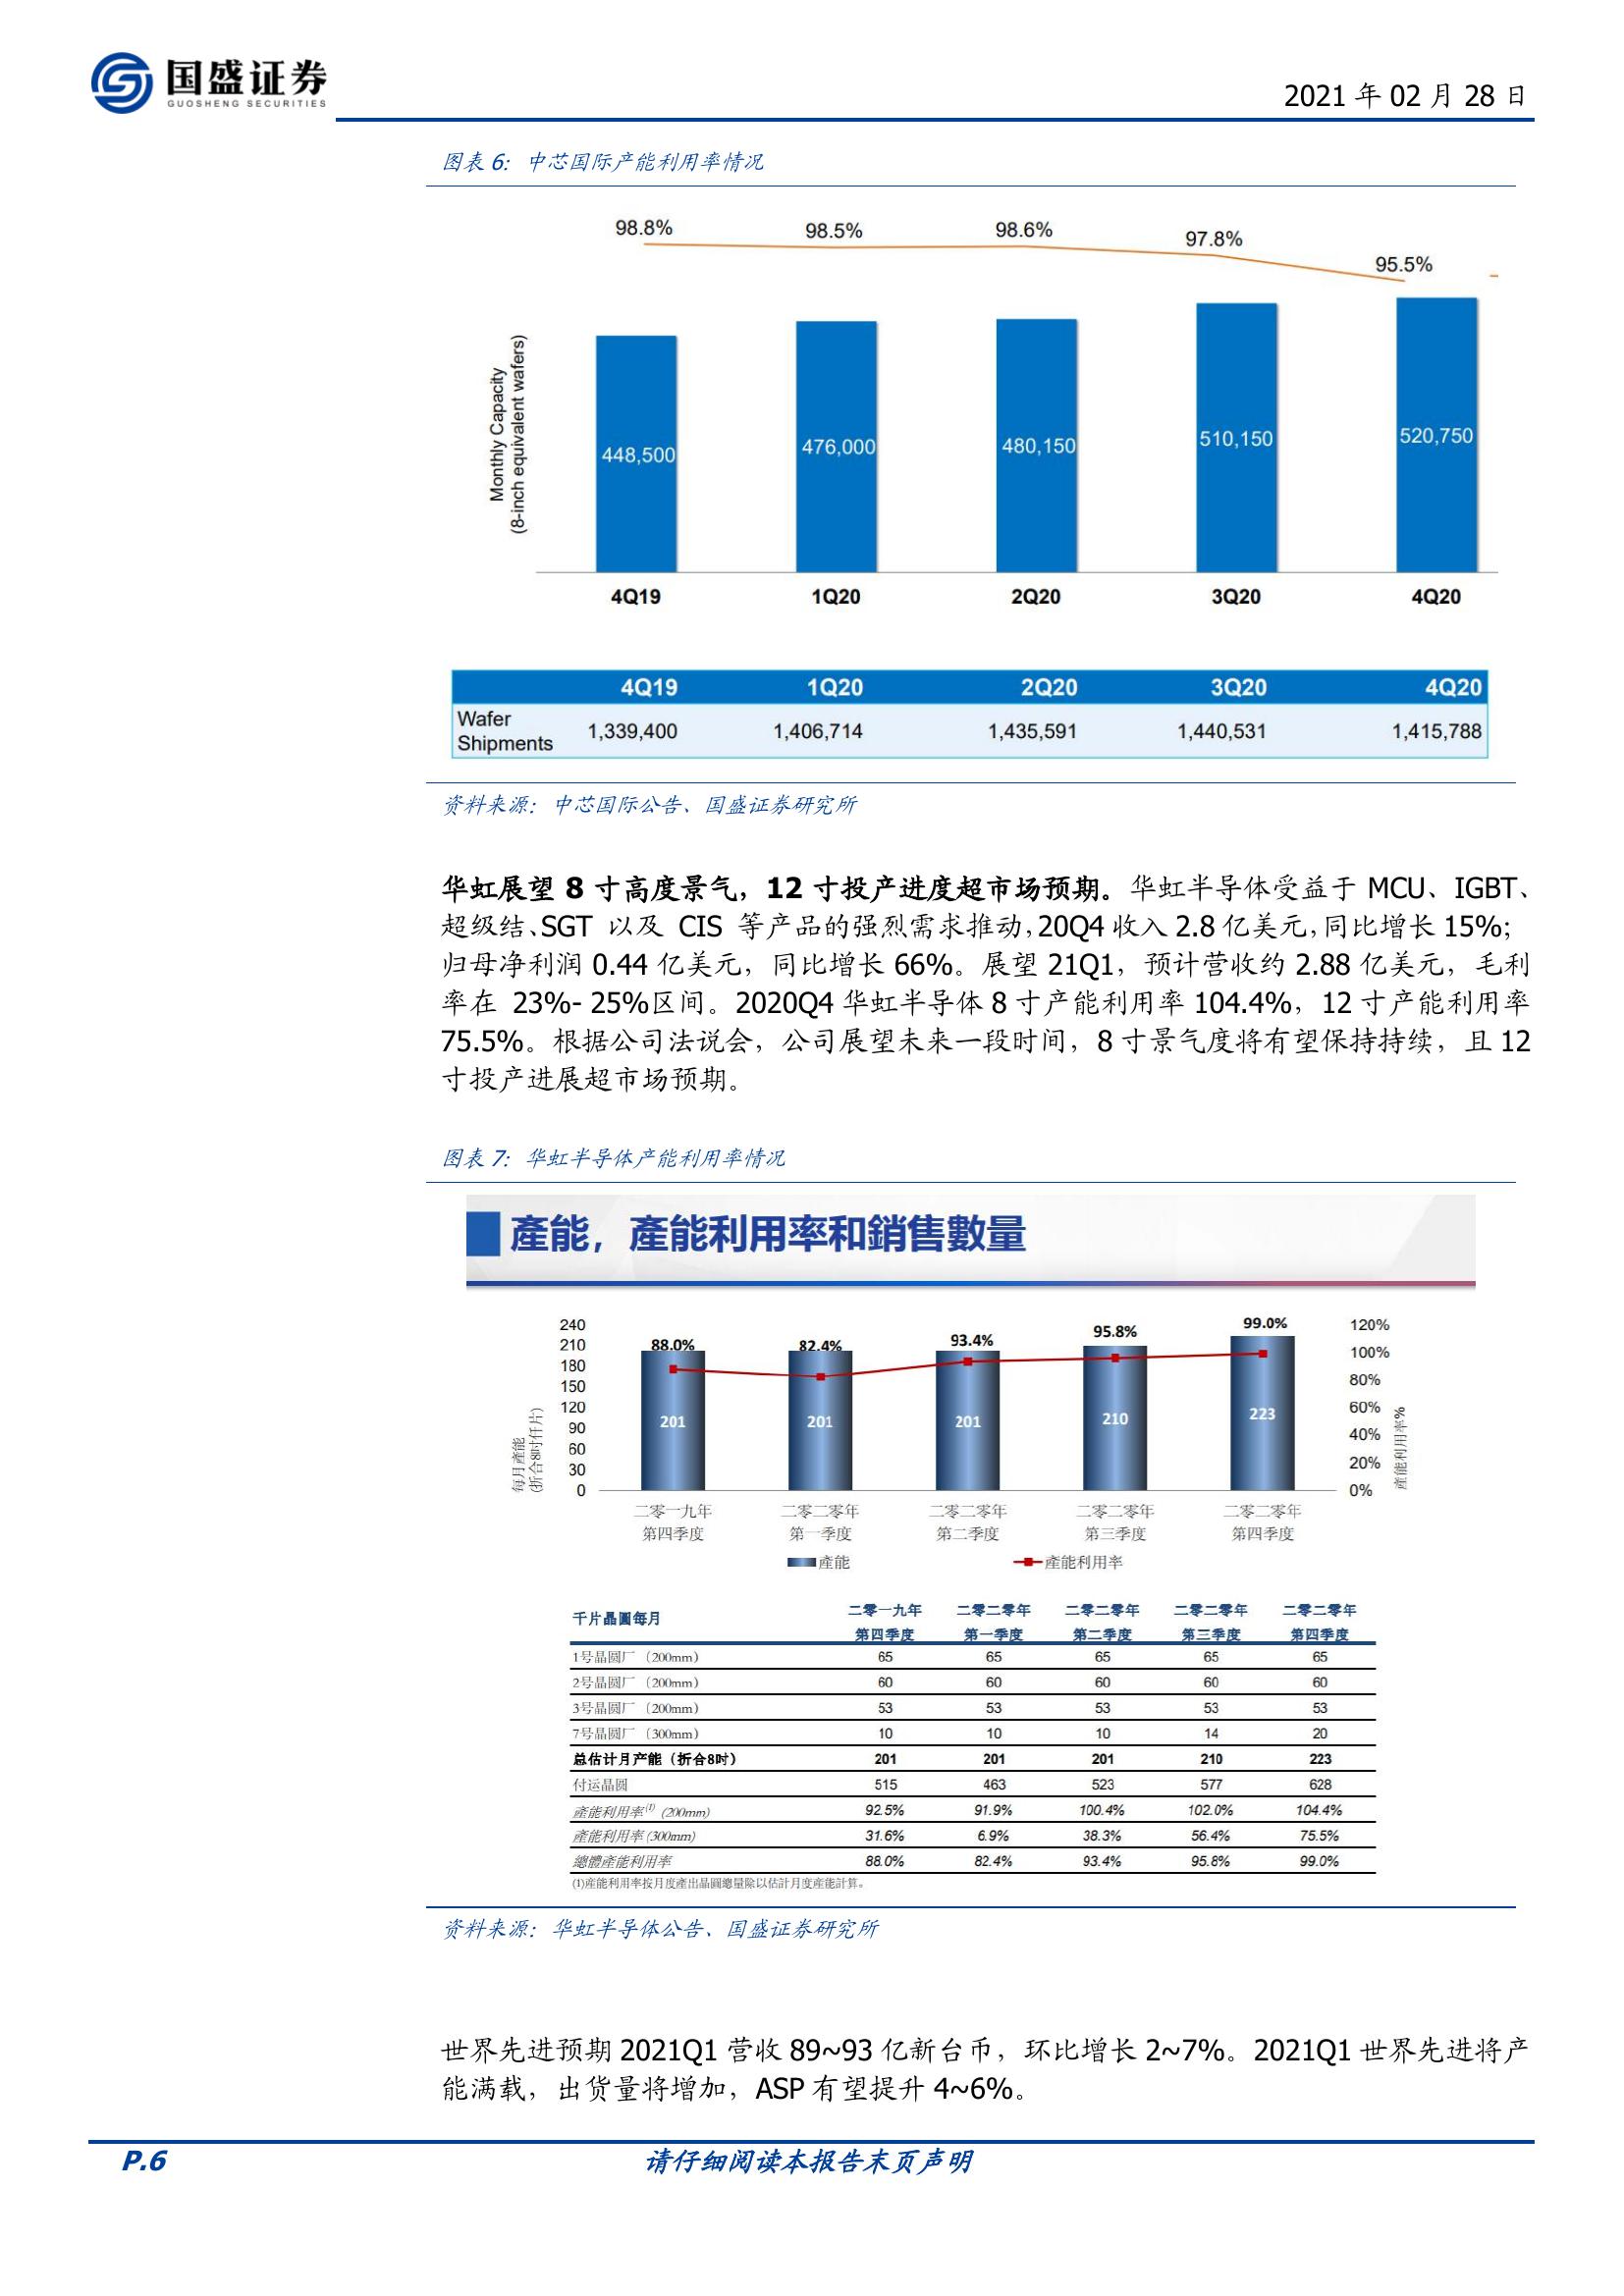 国盛证券
GUOSHENG SECURITIES
2021 年 02 月 28 日
图表 6： 中芯国际产能利用率情况
98.8% 98.5% 98.6% 97.8% 95.5%
Monthly Capacity
(8-inch equivalent wafers)
448,500 476,000 480,150 510,150 520,750
4Q19 1Q20 2Q20 3Q20 4Q20
4Q19 1Q20 2Q20 3Q20 4Q20
Wafer Shipments 1,339,400 1,406,714 1,435,591 1,440,531 1,415,788
资料来源：中芯国际公告、国盛证券研究所
华虹展望 8 寸高度景气，12 寸投产进度超市场预期。华虹半导体受益于 MCU、IGBT、
超级结、SGT 以及 CIS 等产品的强烈需求推动，20Q4 收入 2.8 亿美元，同比增长 15%；
归母净利润 0.44 亿美元，同比增长 66%。展望 21Q1，预计营收约 2.88 亿美元，毛利
率在 23%- 25%区间。2020Q4 华虹半导体 8 寸产能利用率 104.4%，12 寸产能利用率
75.5%。根据公司法说会，公司展望未来一段时间，8 寸景气度将有望保持持续，且 12
寸投产进展超市场预期。
图表 7： 华虹半导体产能利用率情况
產能，產能利用率和銷售數量
240 210 180 150 120 90 60 30 0
每月產能
(折合8吋仟片)
88.0% 82.4% 93.4% 95.8% 99.0%
201 201 201 210 223
120% 100% 80% 60% 40% 20% 0%
產能利用率%
二零一九年 二零二零年 二零二零年 二零二零年 二零二零年
第四季度 第一季度 第二季度 第三季度 第四季度
產能 產能利用率
千片晶圓每月 二零一九年 二零二零年 二零二零年 二零二零年 二零二零年
第四季度 第一季度 第二季度 第三季度 第四季度
1号晶圆厂（200mm） 65 65 65 65 65
2号晶圆厂（200mm） 60 60 60 60 60
3号晶圆厂（200mm） 53 53 53 53 53
7号晶圆厂（300mm） 10 10 10 14 20
总估计月产能（折合8吋） 201 201 201 210 223
付运晶圆 515 463 523 577 628
產能利用率(1) (200mm) 92.5% 91.9% 100.4% 102.0% 104.4%
產能利用率(300mm) 31.6% 6.9% 38.3% 56.4% 75.5%
總體產能利用率 88.0% 82.4% 93.4% 95.8% 99.0%
(1)産能利用率按月度產出晶圓總量除以估計月度産能計算。
资料来源：华虹半导体公告、国盛证券研究所
世界先进预期 2021Q1 营收 89~93 亿新台币，环比增长 2~7%。2021Q1 世界先进将产
能满载，出货量将增加，ASP 有望提升 4~6%。
P.6 请仔细阅读本报告末页声明